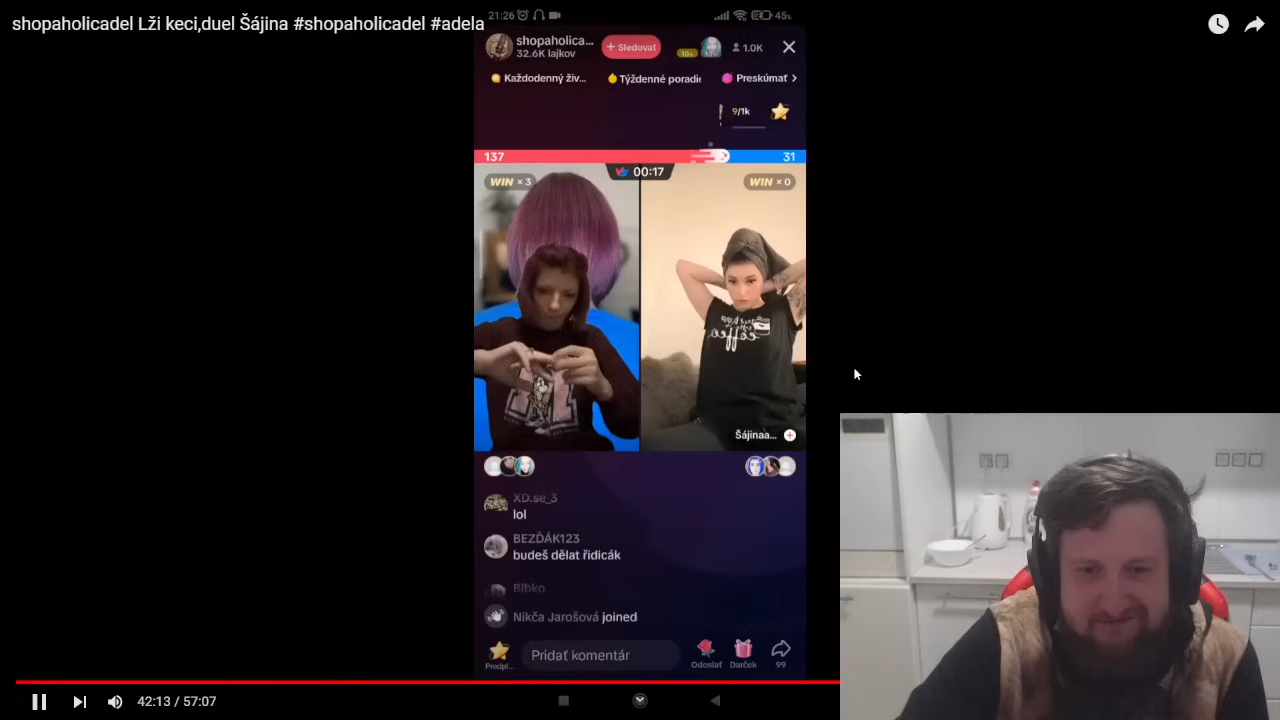 shopaholicadel Lži keci,duel Šájina #shopaholicadel #adela
21:26
45%
shopaholica...
32.6K lajkov
+ Sledovať
1.0K
Každodenný živ...
Týždenné poradie
Preskúmať
9/1k
137
31
00:17
WIN × 3
WIN × 0
Šájinaa...
XD.se_3
lol
BEZĎÁK123
budeš dělat řidicák
Blbko
Nikča Jarošová joined
Pridať komentár
Odoslať
Darček
99
42:13 / 57:07